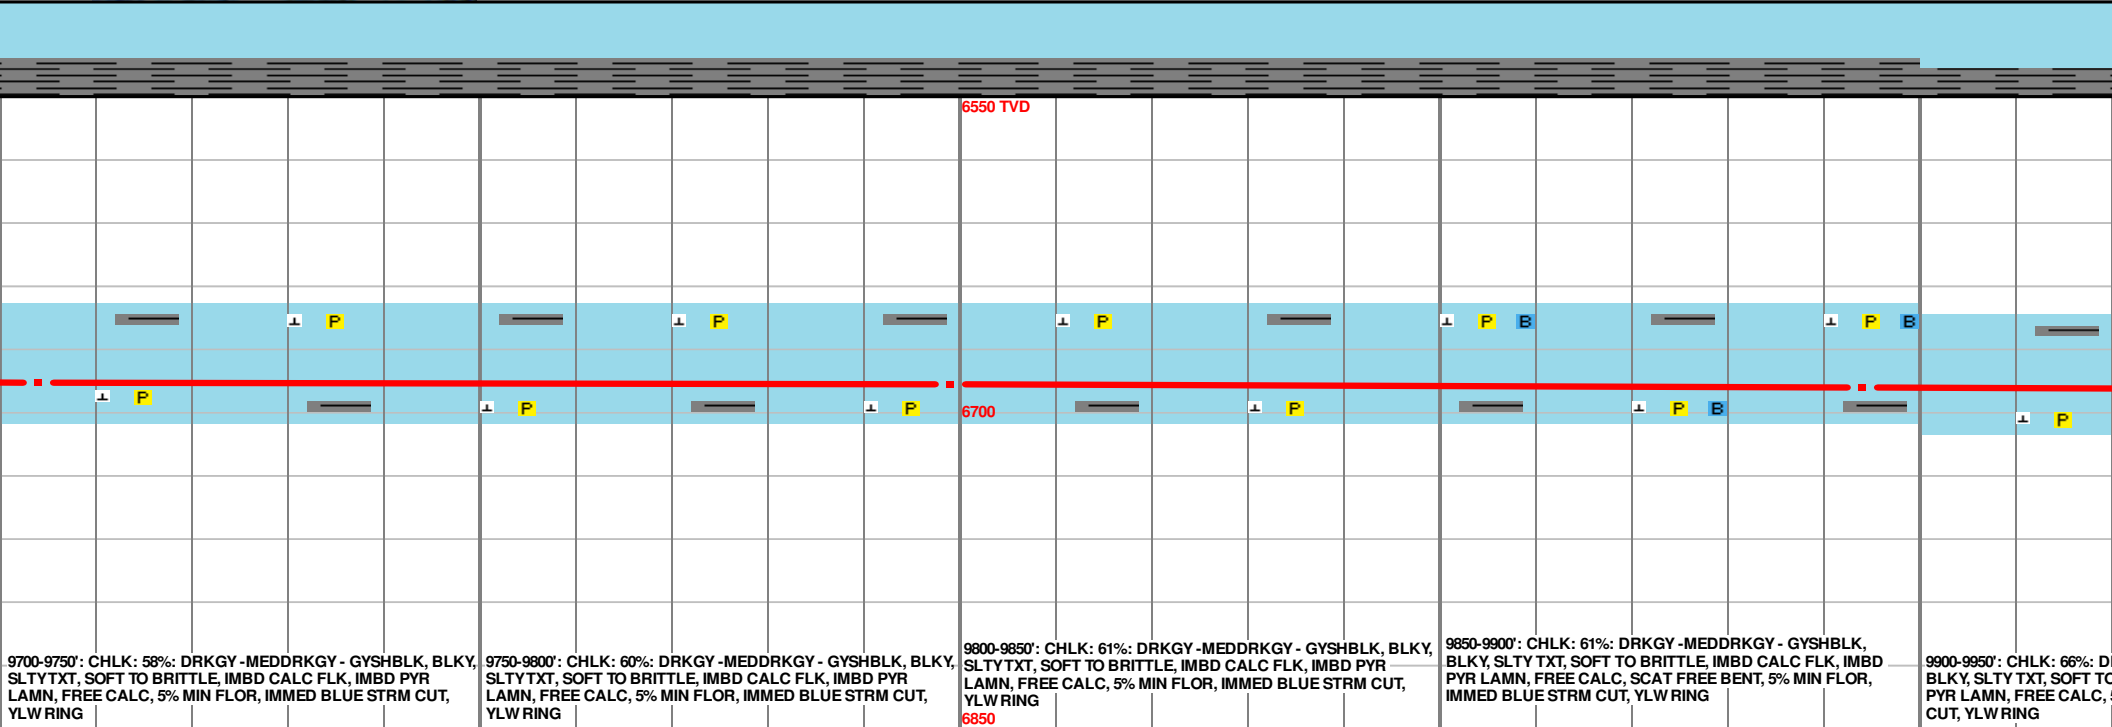 6550 TVD
P
P
P
P
P
B
P
B
P
P
P
P
P
B
P
6700
9700-9750': CHLK: 58%: DRKGY -MEDDRKGY - GYSHBLK, BLKY,
SLTY TXT, SOFT TO BRITTLE, IMBD CALC FLK, IMBD PYR
LAMN, FREE CALC, 5% MIN FLOR, IMMED BLUE STRM CUT,
YLW RING
9750-9800': CHLK: 60%: DRKGY -MEDDRKGY - GYSHBLK, BLKY,
SLTY TXT, SOFT TO BRITTLE, IMBD CALC FLK, IMBD PYR
LAMN, FREE CALC, 5% MIN FLOR, IMMED BLUE STRM CUT,
YLW RING
9800-9850': CHLK: 61%: DRKGY -MEDDRKGY - GYSHBLK, BLKY,
SLTY TXT, SOFT TO BRITTLE, IMBD CALC FLK, IMBD PYR
LAMN, FREE CALC, 5% MIN FLOR, IMMED BLUE STRM CUT,
YLW RING
9850-9900': CHLK: 61%: DRKGY -MEDDRKGY - GYSHBLK,
BLKY, SLTY TXT, SOFT TO BRITTLE, IMBD CALC FLK, IMBD
PYR LAMN, FREE CALC, SCAT FREE BENT, 5% MIN FLOR,
IMMED BLUE STRM CUT, YLW RING
9900-9950': CHLK: 66%:
BLKY, SLTY TXT, SOFT TO
PYR LAMN, FREE CALC,
CUT, YLW RING
6850